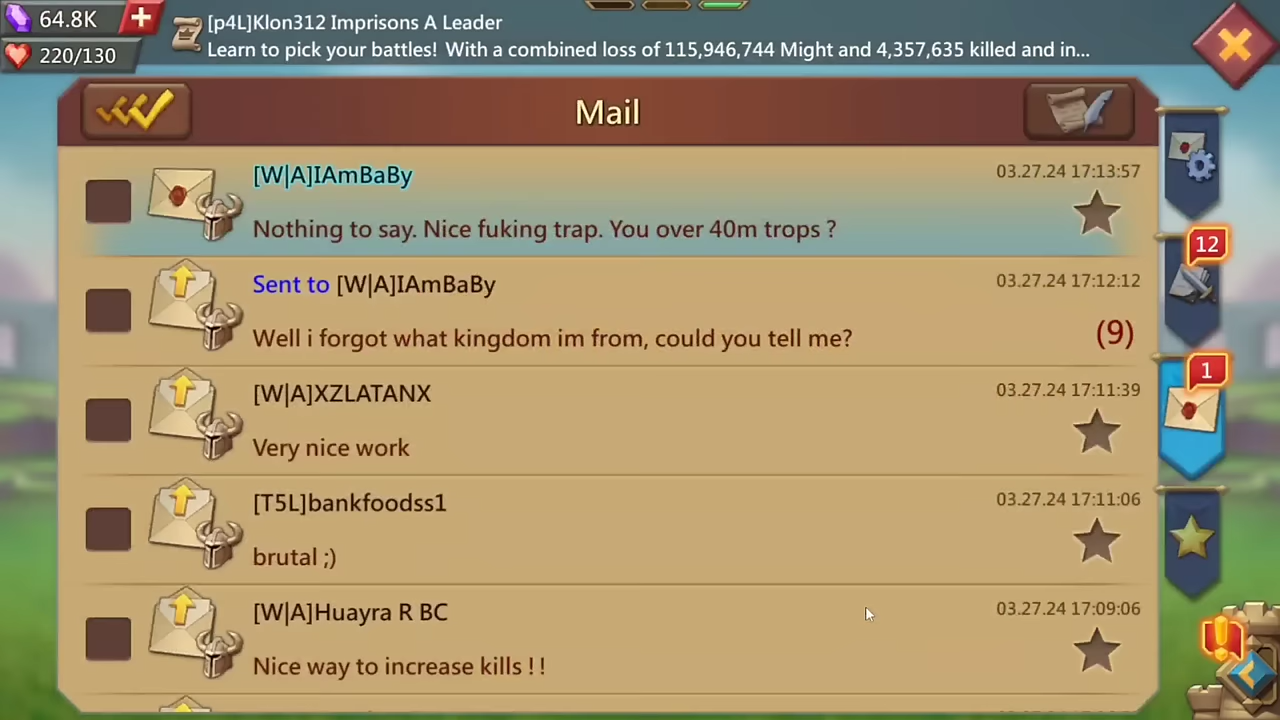 64.8K
220/130
[p4L]Klon312 Imprisons A Leader
Learn to pick your battles! With a combined loss of 115,946,744 Might and 4,357,635 killed and in...
Mail
[W|A]IAmBaBy
03.27.24 17:13:57
Nothing to say. Nice fuking trap. You over 40m trops ?
12
Sent to [W|A]IAmBaBy
03.27.24 17:12:12
Well i forgot what kingdom im from, could you tell me?
(9)
1
[W|A]XZLATANX
03.27.24 17:11:39
Very nice work
[T5L]bankfoodss1
03.27.24 17:11:06
brutal ;)
[W|A]Huayra R BC
03.27.24 17:09:06
Nice way to increase kills ! !